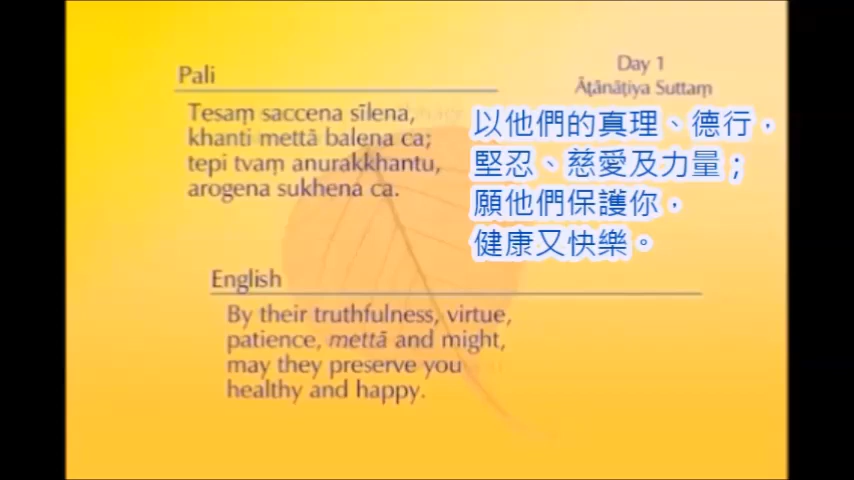 Pali
Day 1
Āṭānāṭiya Suttaṃ
Tesaṃ saccena sīlena,
khanti mettā balena ca;
tepi tvaṃ anurakkhantu,
arogena sukhena ca.
以他們的真理、德行，
堅忍、慈愛及力量；
願他們保護你，
健康又快樂。
English
By their truthfulness, virtue,
patience, mettā and might,
may they preserve you
healthy and happy.